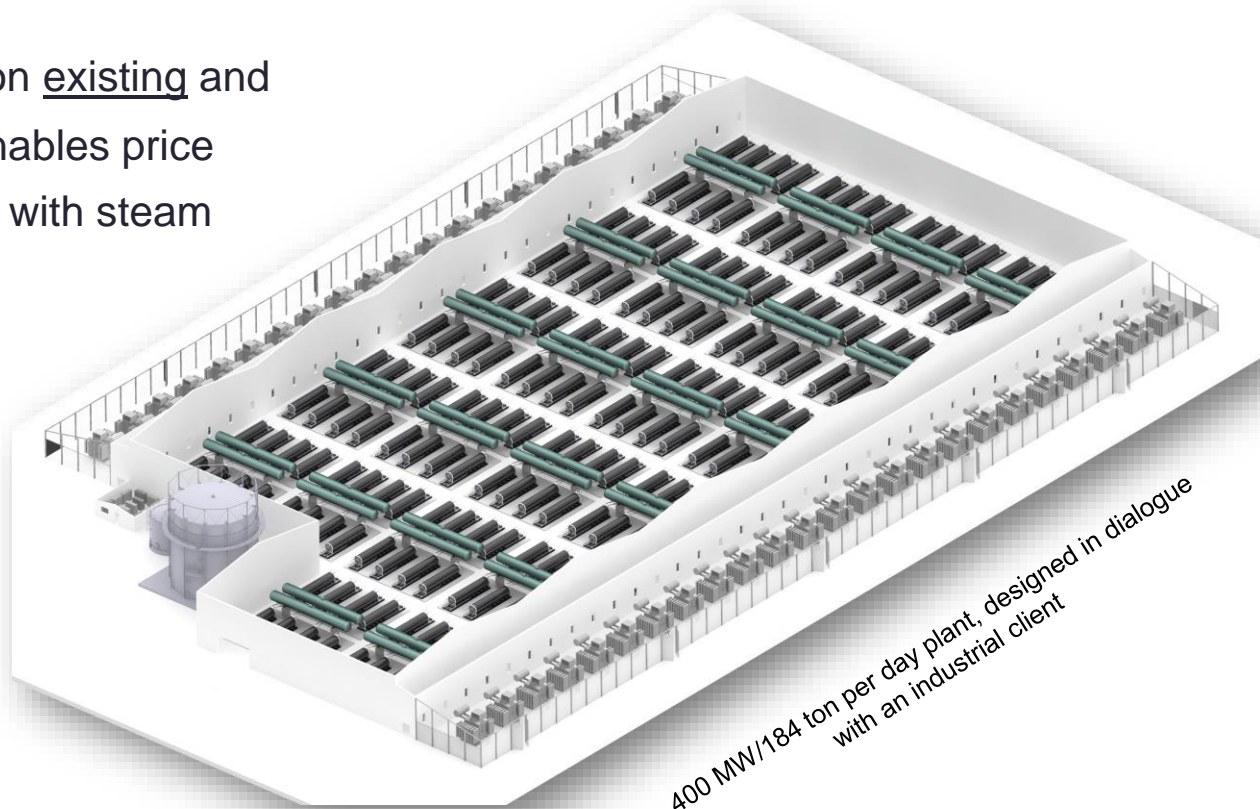 on existing and
nables price
with steam
400 MW/184 ton per day plant, designed in dialogue
with an industrial client